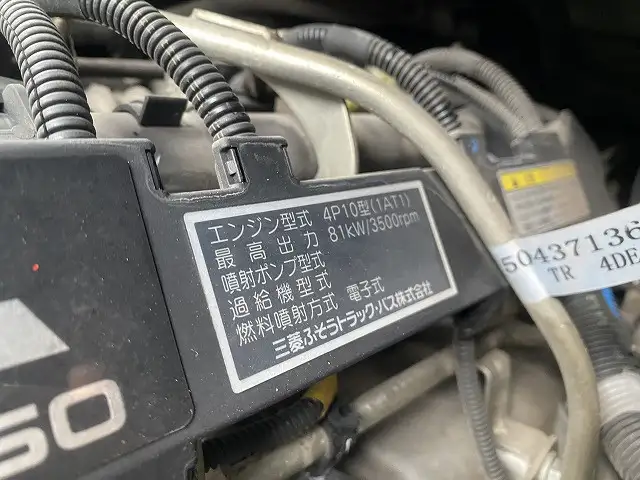 エンジン型式 4P10型(1AT1)
最高出力 81kW/3500rpm
噴射ポンプ型式
過給機型式
燃料噴射方式 電子式
三菱ふそうトラック・バス株式会社
50437136
TR 4DE